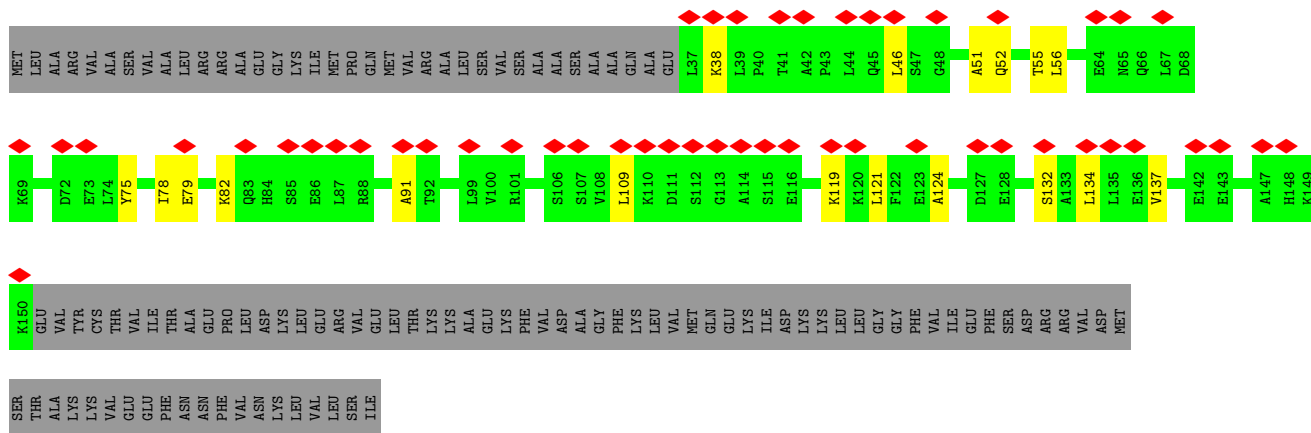 MET LEU ALA ARG VAL ALA SER VAL ALA LEU ARG ARG ALA GLU GLY LYS ILE MET PRO GLN MET VAL ARG ALA LEU SER VAL SER ALA ALA SER ALA ALA GLN ALA GLU L37 K38 L39 P40 T41 A42 P43 L44 Q45 L46 S47 G48 A51 Q52 T55 L56 E64 N65 Q66 L67 D68
K69 D72 E73 L74 Y75 I78 E79 K82 Q83 H84 S85 E86 L87 R88 A91 T92 L99 V100 R101 S106 S107 V108 L109 K110 D111 S112 G113 A114 S115 E116 K119 K120 L121 F122 E123 A124 D127 E128 S132 A133 L134 L135 E136 V137 E142 E143 A147 H148 K149
K150 GLU VAL TYR CYS THR VAL ILE THR ALA GLU PRO LEU ASP LYS LEU GLU ARG VAL GLU LEU THR LYS LYS ALA GLU LYS PHE VAL ASP ALA GLY PHE LYS LEU VAL MET GLN GLU LYS ILE ASP LYS LYS LEU LEU GLY GLY PHE VAL ILE GLU PHE SER ASP ARG ARG VAL ASP MET
SER THR ALA LYS LYS VAL GLU GLU PHE ASN ASN PHE VAL ASN LYS LEU VAL LEU SER ILE